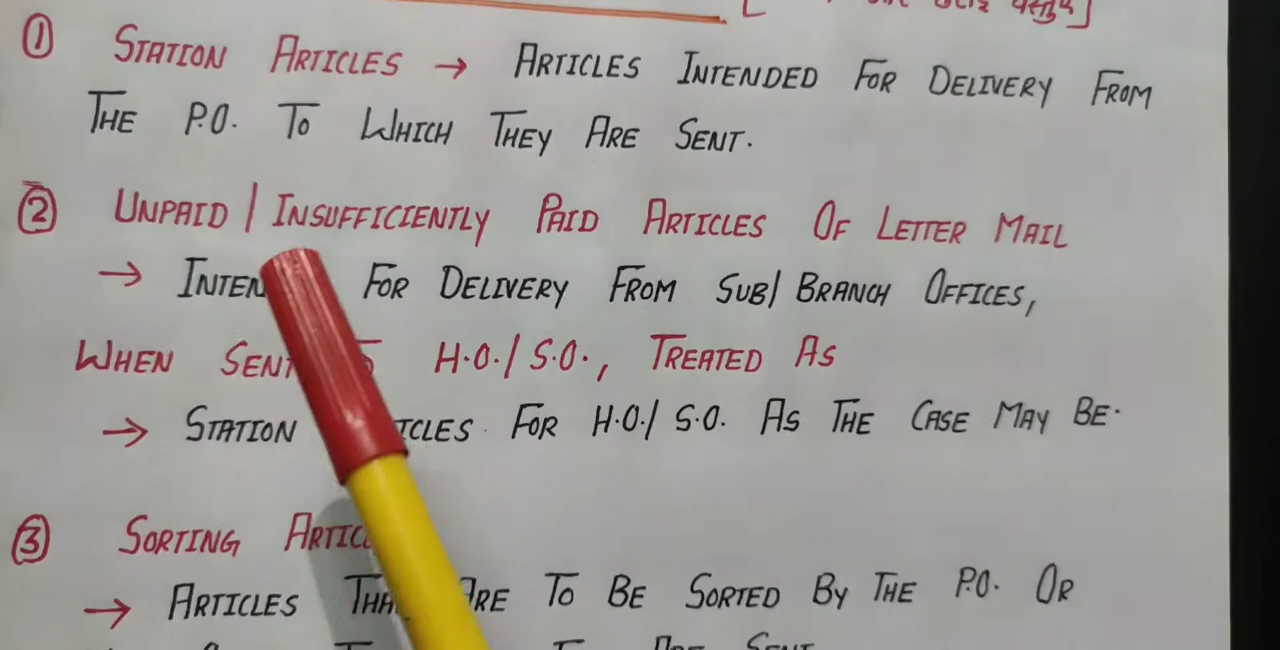 ① STATION ARTICLES → ARTICLES INTENDED FOR DELIVERY FROM
THE P.O. TO WHICH THEY ARE SENT.
② UNPAID / INSUFFICIENTLY PAID ARTICLES OF LETTER MAIL
→ FOR DELIVERY FROM SUB/ BRANCH OFFICES,
WHEN SENT H.O./ S.O., TREATED AS
→ STATION FOR H.O./ S.O. AS THE CASE MAY BE.
③ SORTING
→ ARTICLES ARE TO BE SORTED BY THE P.O. OR
SENT